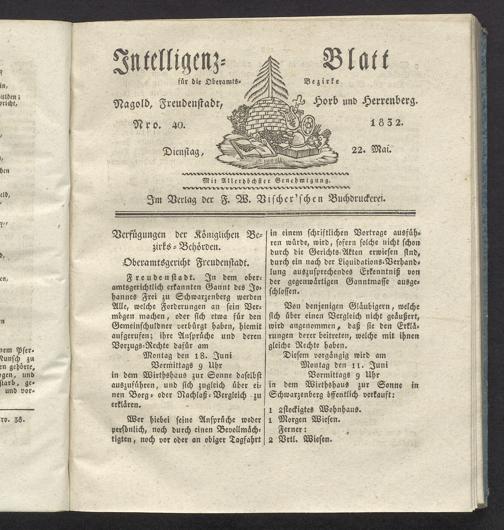 Intelligenz- Blatt
für die Oberamts- Bezirke
Nagold, Freudenstadt, Horb und Herrenberg.
Nro. 40. 1832.
Dienstag, 22. Mai.
Mit Allerhöchster Genehmigung.
Im Verlag der F. W. Vischer'schen Buchdruckerei.
Verfügungen der Königlichen Be-
zirks-Behörden.
Oberamtsgericht Freudenstadt.
Freudenstadt. In dem ober-
amtsgerichtlich erkannten Gannt des Jo-
hannes Frei zu Schwarzenberg werden
Alle, welche Forderungen an sein Ver-
mögen machen, oder sich etwa für den
Gemeinschuldner verbürgt haben, hiemit
aufgerufen; ihre Ansprüche und deren
Vorzugs-Rechte dafür am
Montag den 18. Juni
Vormittags 9 Uhr
in dem Wirthshaus zur Sonne daselbst
auszuführen, und sich zugleich über ei-
nen Borg- oder Nachlaß-Vergleich zu
erklären.
Wer hiebei seine Ansprüche weder
persönlich, noch durch einen Bevollmäch-
tigten, noch vor oder an obiger Tagfahrt
in einem schriftlichen Vortrage ausfüh-
ren würde, wird, sofern solche nicht schon
durch die Gerichts-Akten erwiesen sind,
durch ein nach der Liquidations-Verhand-
lung auszusprechendes Erkenntniß von
der gegenwärtigen Ganntmasse ausge-
schlossen.
Von denjenigen Gläubigern, welche
sich über einen Vergleich nicht geäußert,
wird angenommen, daß sie den Erklä-
rungen derer beitreten, welche mit ihnen
gleiche Rechte haben.
Diesem vorgängig wird am
Montag den 11. Juni
Vormittags 9 Uhr
in dem Wirthshaus zur Sonne in
Schwarzenberg öffentlich verkauft:
1 2stockigtes Wohnhaus.
1 Morgen Wiesen.
Ferner:
2 Vrtl. Wiesen.
ro. 38.